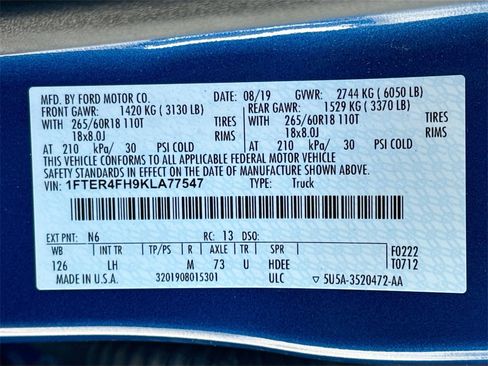 MFD. BY FORD MOTOR CO.
DATE: 08/19 GVWR: 2744 KG ( 6050 LB)
FRONT GAWR: 1420 KG ( 3130 LB)
REAR GAWR: 1529 KG ( 3370 LB)
WITH 265/60R18 110T TIRES
WITH 265/60R18 110T TIRES
18x8.0J RIMS
18x8.0J RIMS
AT 210 kPa/ 30 PSI COLD
AT 210 kPa/ 30 PSI COLD
THIS VEHICLE CONFORMS TO ALL APPLICABLE FEDERAL MOTOR VEHICLE
SAFETY STANDARDS IN EFFECT ON THE DATE OF MANUFACTURE SHOWN ABOVE.
VIN: 1FTER4FH9KLA77547 TYPE: Truck
EXT PNT: N6 RC: 13 DSO:
WB INT TR TP/PS R AXLE TR SPR F0222
126 LH M 73 U HDEE T0712
MADE IN U.S.A. 3201908015301 ULC ▽ 5U5A-3520472-AA